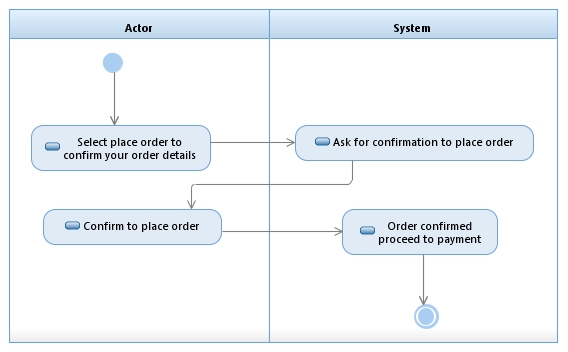 Actor
System
Select place order to
confirm your order details
Ask for confirmation to place order
Confirm to place order
Order confirmed
proceed to payment